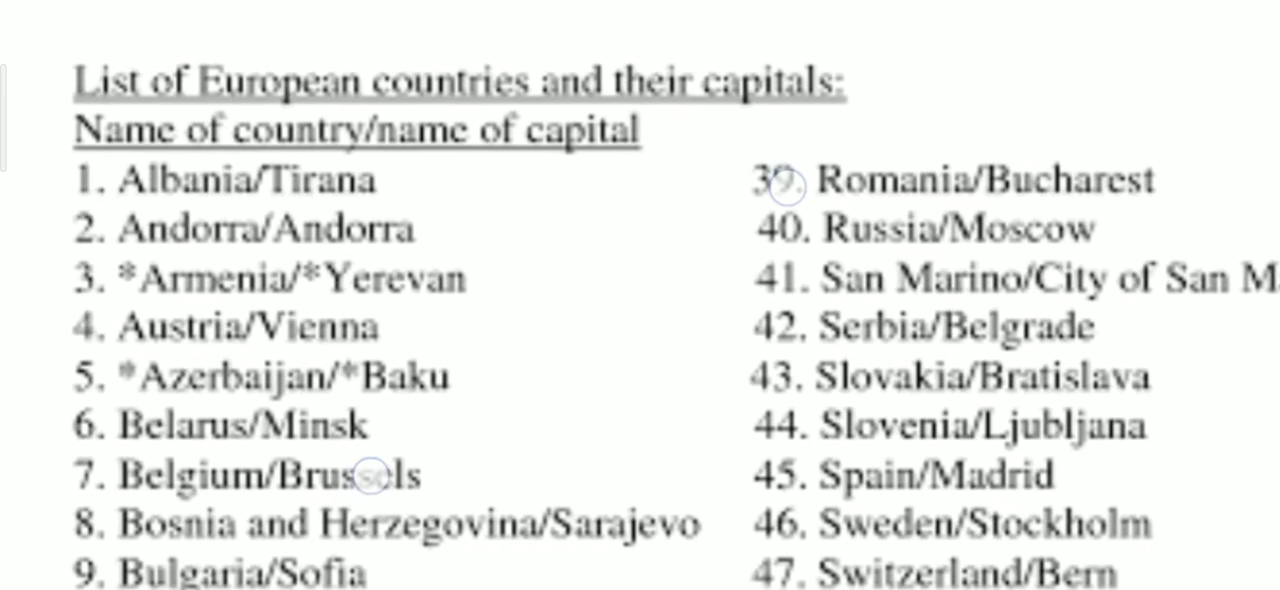 List of European countries and their capitals:
Name of country/name of capital
1. Albania/Tirana
2. Andorra/Andorra
3. *Armenia/*Yerevan
4. Austria/Vienna
5. *Azerbaijan/*Baku
6. Belarus/Minsk
7. Belgium/Brussels
8. Bosnia and Herzegovina/Sarajevo
9. Bulgaria/Sofia
39. Romania/Bucharest
40. Russia/Moscow
41. San Marino/City of San M
42. Serbia/Belgrade
43. Slovakia/Bratislava
44. Slovenia/Ljubljana
45. Spain/Madrid
46. Sweden/Stockholm
47. Switzerland/Bern